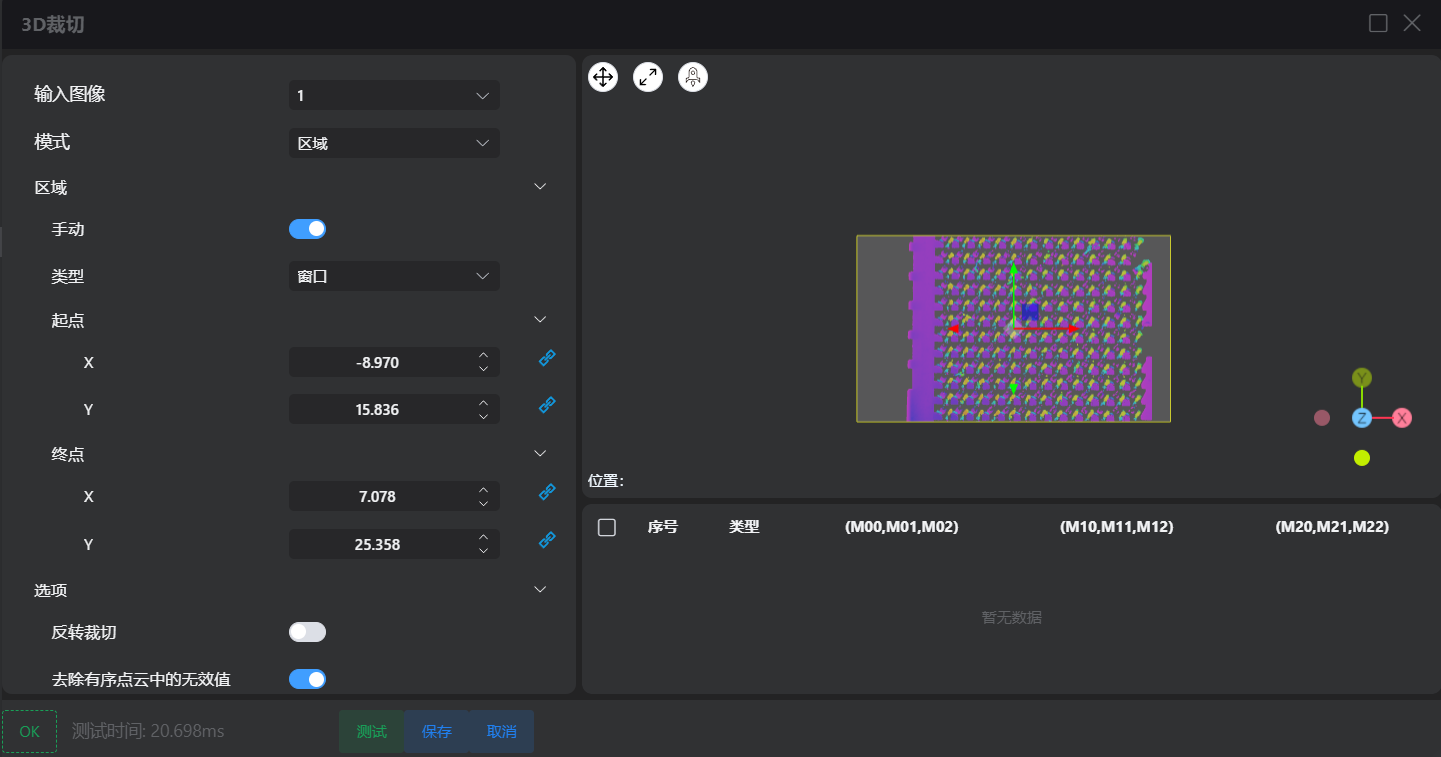 3D裁切
输入图像 1
模式 区域
区域
手动
类型 窗口
起点
X -8.970
Y 15.836
终点
X 7.078
Y 25.358
选项
反转裁切
去除有序点云中的无效值
Y
Z X
位置:
序号 类型 (M00,M01,M02) (M10,M11,M12) (M20,M21,M22)
暂无数据
OK 测试时间: 20.698ms 测试 保存 取消